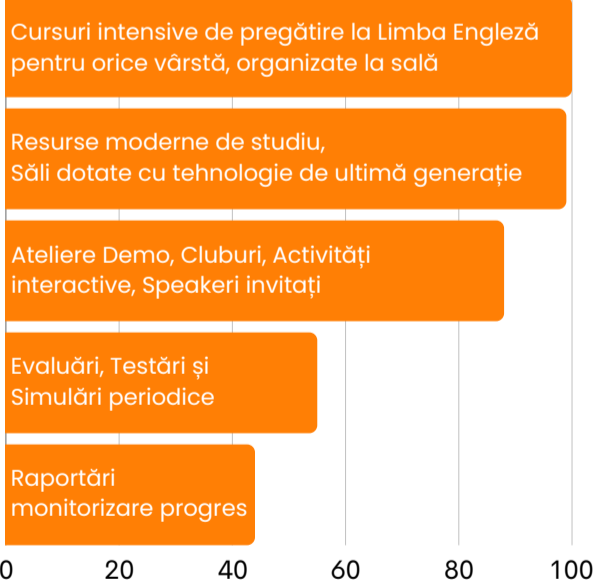 Cursuri intensive de pregătire la Limba Engleză
pentru orice vârstă, organizate la sală
Resurse moderne de studiu,
Săli dotate cu tehnologie de ultimă generație
Ateliere Demo, Cluburi, Activități
interactive, Speakeri invitați
Evaluări, Testări și
Simulări periodice
Raportări
monitorizare progres
0 20 40 60 80 100